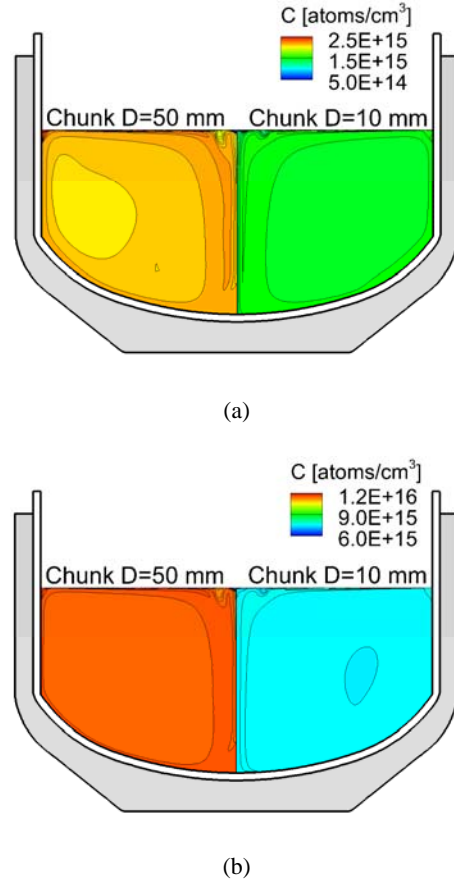 C [atoms/cm³]
2.5E+15
1.5E+15
5.0E+14
Chunk D=50 mm Chunk D=10 mm
(a)
C [atoms/cm³]
1.2E+16
9.0E+15
6.0E+15
Chunk D=50 mm Chunk D=10 mm
(b)